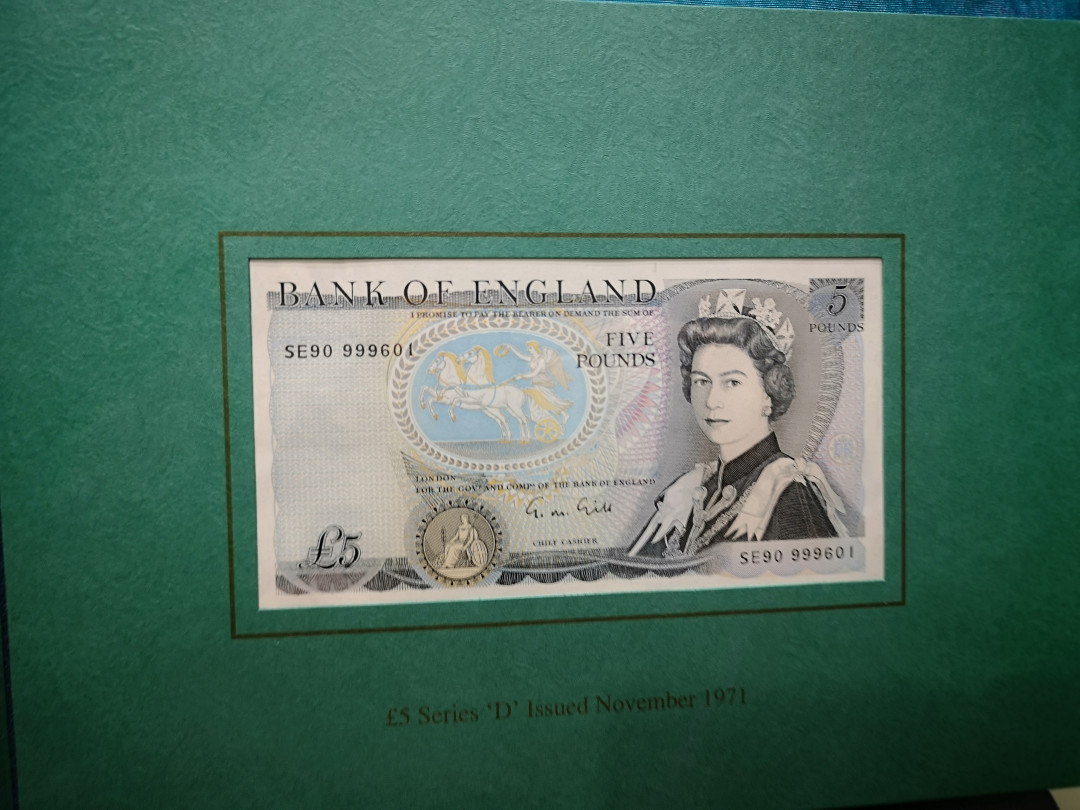 BANK OF ENGLAND
I PROMISE TO PAY THE BEARER ON DEMAND THE SUM OF
5
POUNDS
SE90 999601
FIVE
POUNDS
LONDON
FOR THE GOVR AND COMPA OF THE BANK OF ENGLAND
G. M. Gill
CHIEF CASHIER
£5
SE90 999601
£5 Series ‘D’ Issued November 1971